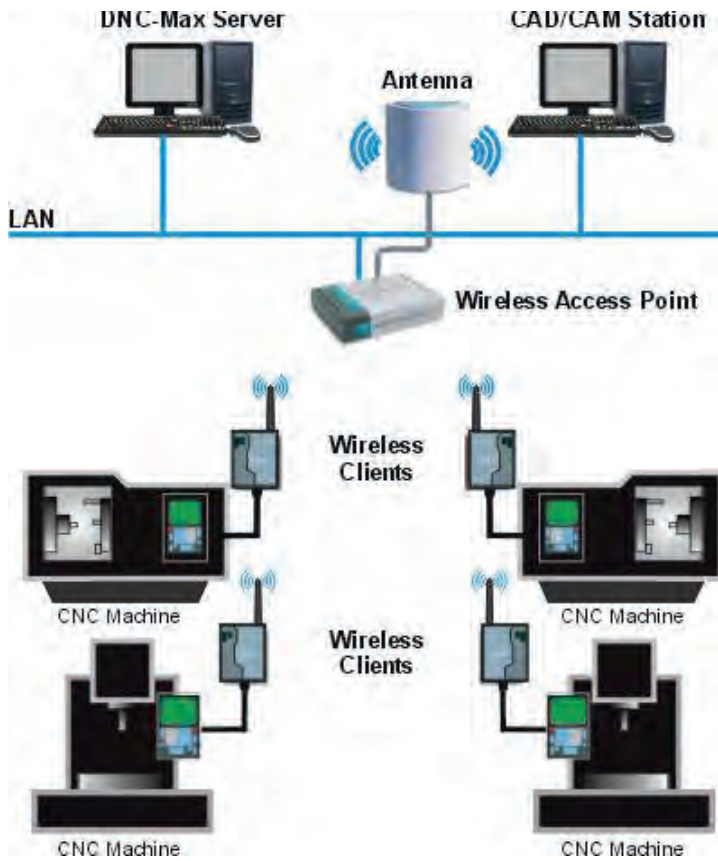 DNC-Max Server
CAD/CAM Station
Antenna
LAN
Wireless Access Point
Wireless
Clients
CNC Machine
CNC Machine
Wireless
Clients
CNC Machine
CNC Machine